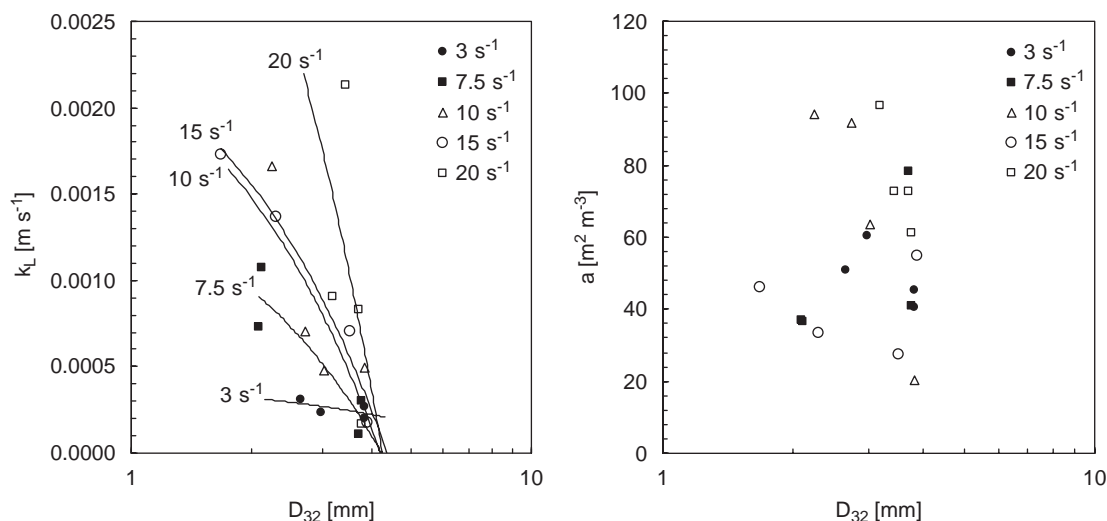 0.0025
0.0020
0.0015
0.0010
0.0005
0.0000
k_L [m s⁻¹]
1
10
D₃₂ [mm]
20 s⁻¹
15 s⁻¹
10 s⁻¹
7.5 s⁻¹
3 s⁻¹
3 s⁻¹
7.5 s⁻¹
10 s⁻¹
15 s⁻¹
20 s⁻¹
120
100
80
60
40
20
0
a [m² m⁻³]
1
10
D₃₂ [mm]
3 s⁻¹
7.5 s⁻¹
10 s⁻¹
15 s⁻¹
20 s⁻¹